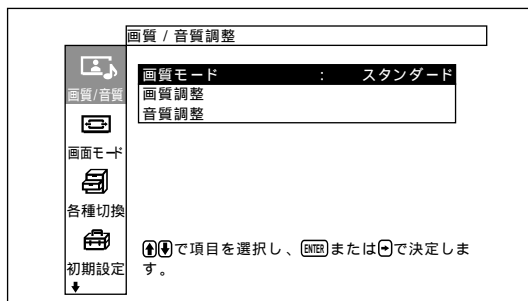 画質 / 音質調整
画質/音質
画面モード
各種切換
初期設定
画質モード : スタンダード
画質調整
音質調整
で項目を選択し、ENTERまたはで決定しま
す。